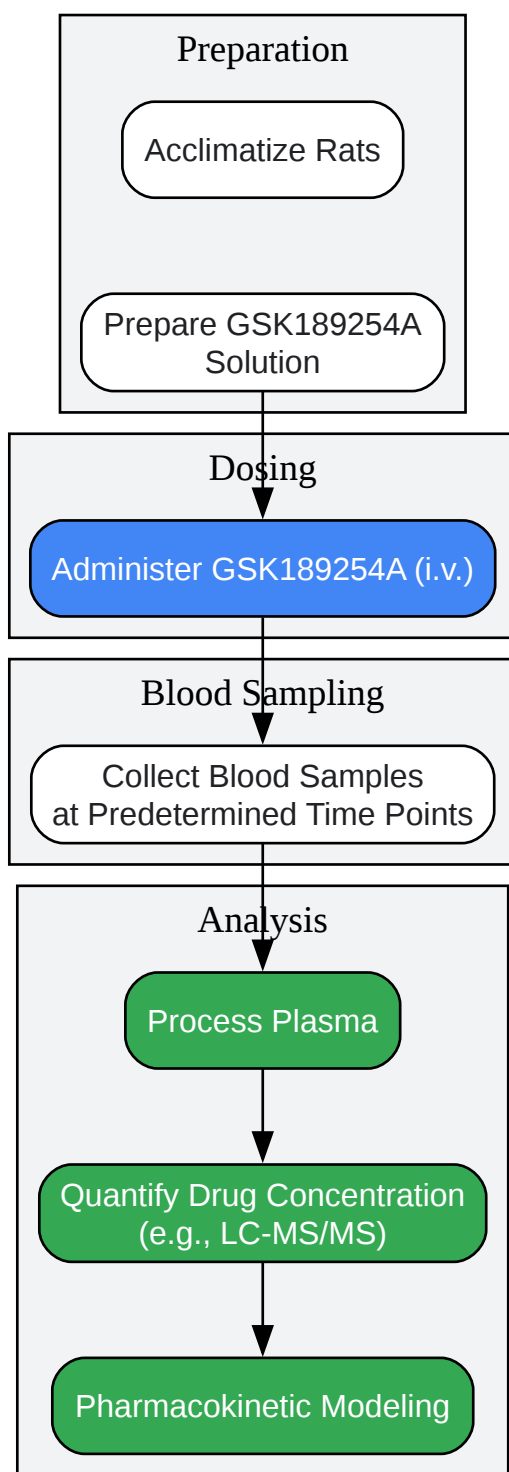 Preparation
Acclimatize Rats
Prepare GSK189254A
Solution
Dosing
Administer GSK189254A (i.v.)
Blood Sampling
Collect Blood Samples
at Predetermined Time Points
Analysis
Process Plasma
Quantify Drug Concentration
(e.g., LC-MS/MS)
Pharmacokinetic Modeling